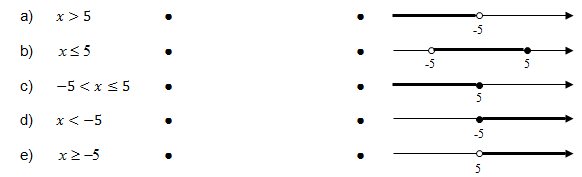 a) x > 5
-5
b) x ≤ 5
-5 5
c) −5 < x ≤ 5
5
d) x < −5
-5
e) x ≥ −5
5